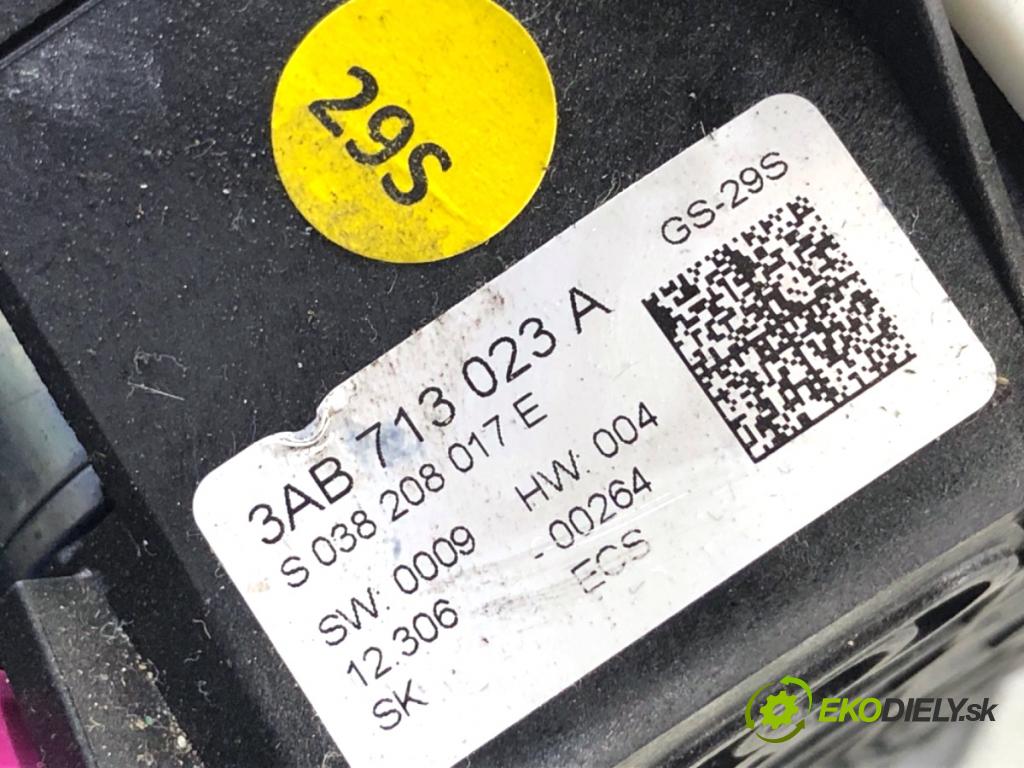 29S
GS-29S
3AB 713 023 A
S 038 208 017 E
SW: 0009 HW: 004
12.306 - 00264
SK ECS
EKODIELY.sk